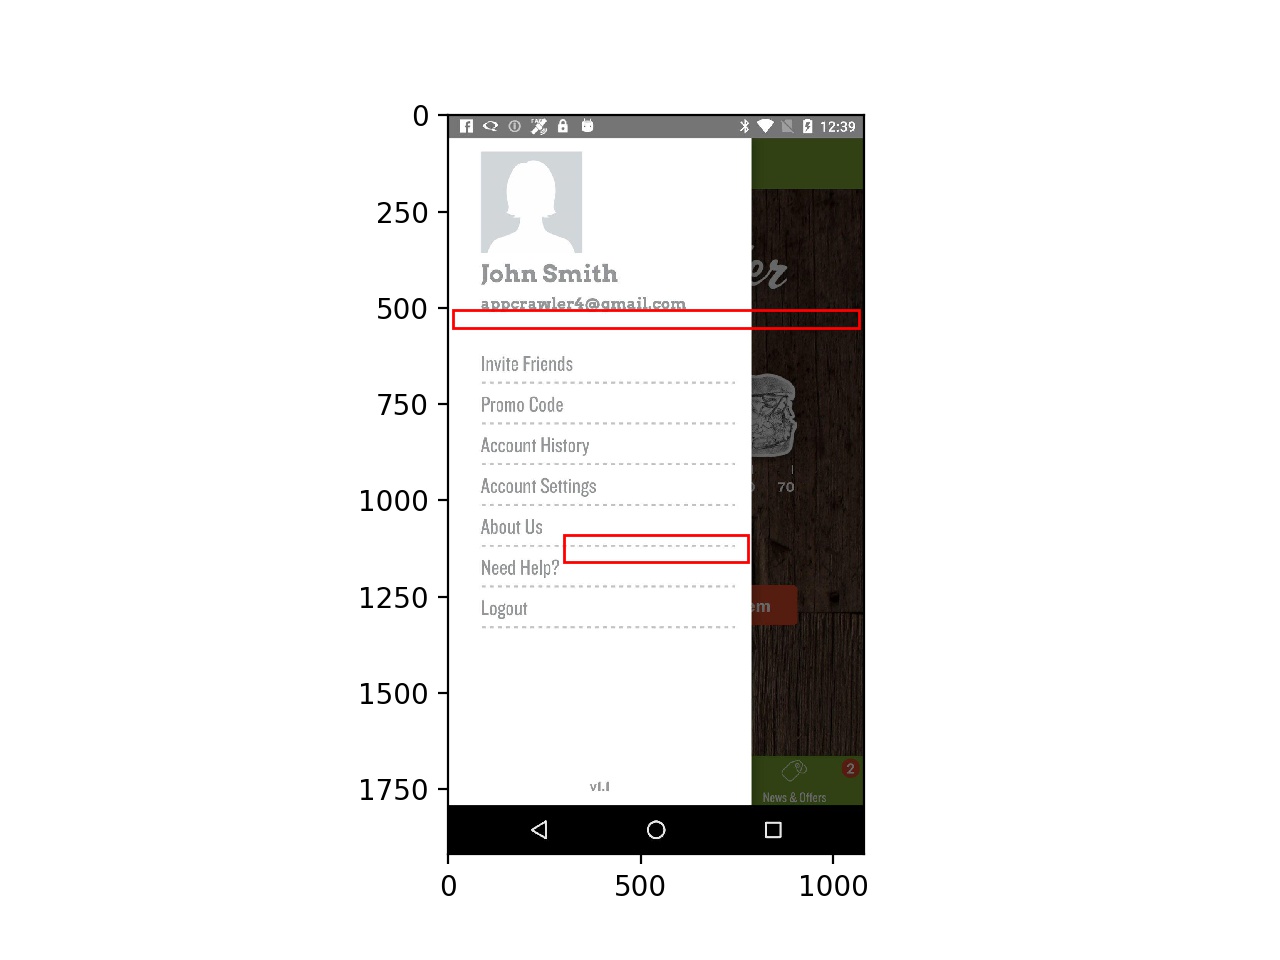 0
12:39
250
er
John Smith
500
appcrawler4@gmail.com
Invite Friends
750
Promo Code
Account History
Account Settings
70
1000
About Us
Need Help?
1250
Logout
em
1500
v1.1
2
1750
News & Offers
0
500
1000